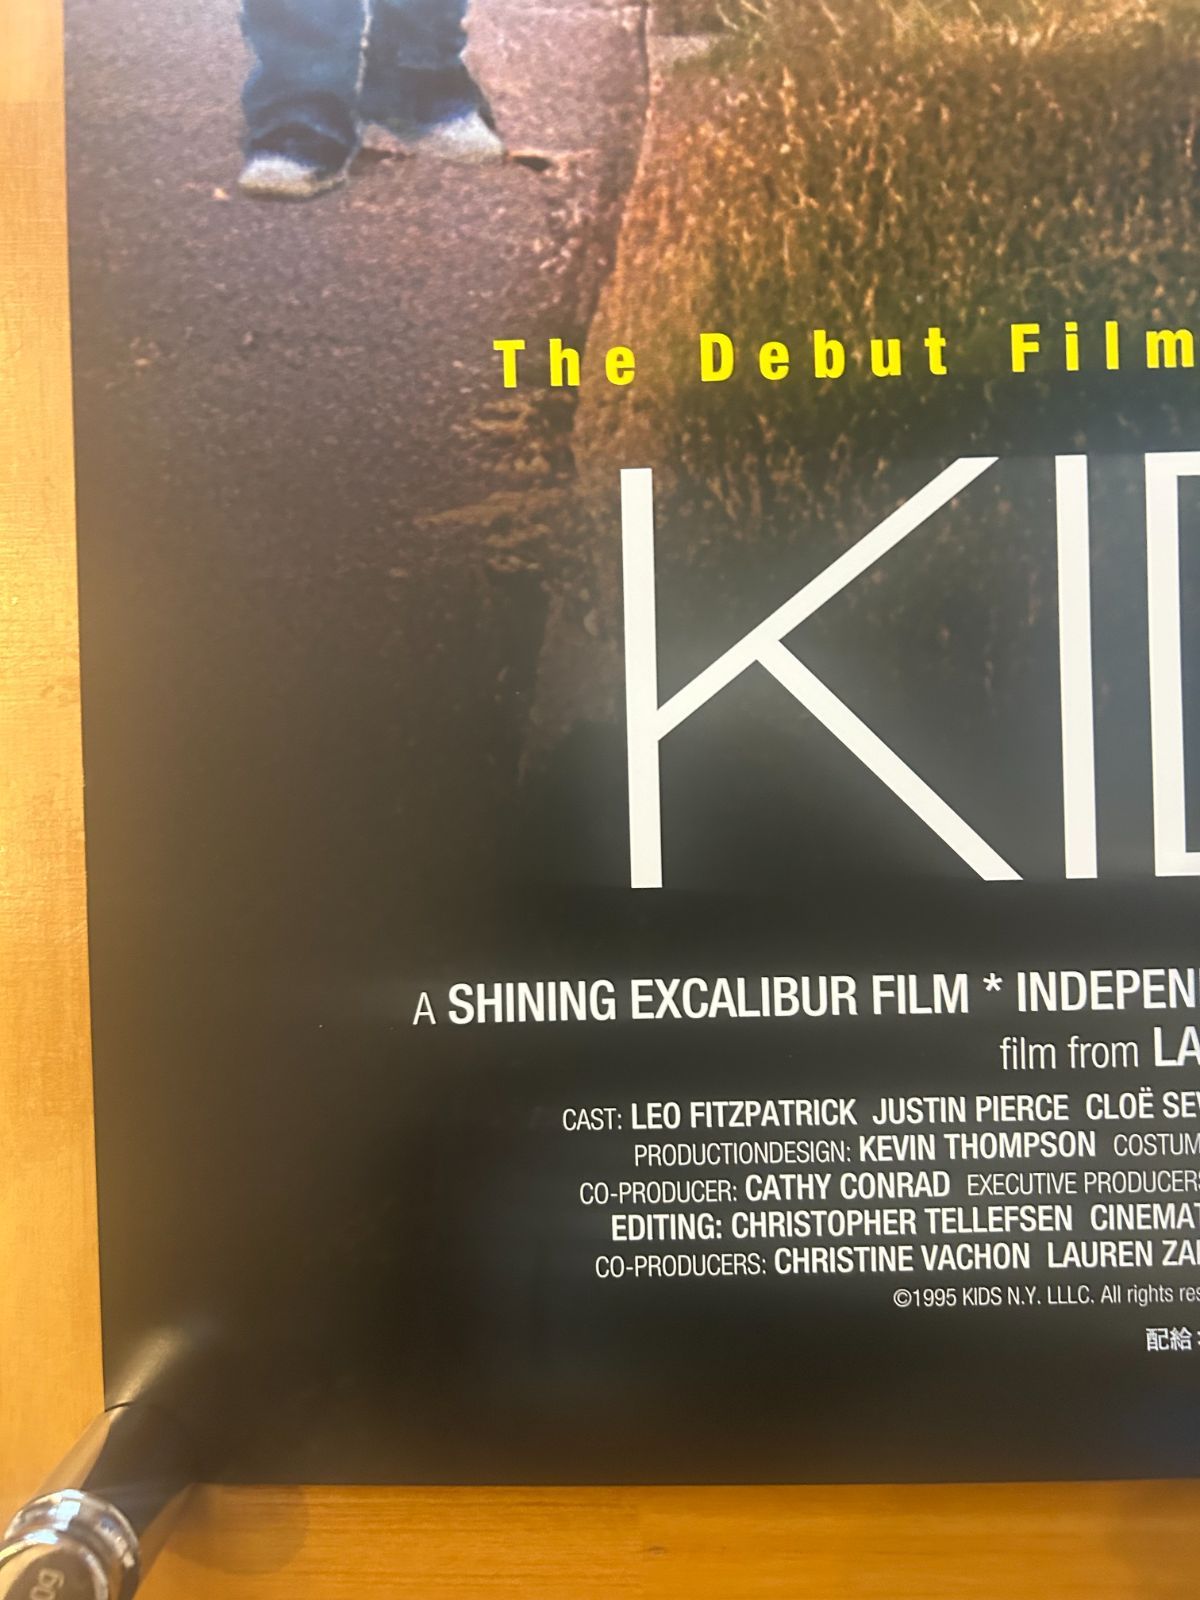 The Debut Film
KID
A SHINING EXCALIBUR FILM * INDEPEN
film from LA
CAST: LEO FITZPATRICK JUSTIN PIERCE CLOË SEV
PRODUCTIONDESIGN: KEVIN THOMPSON COSTUM
CO-PRODUCER: CATHY CONRAD EXECUTIVE PRODUCERS
EDITING: CHRISTOPHER TELLEFSEN CINEMAT
CO-PRODUCERS: CHRISTINE VACHON LAUREN ZAL
©1995 KIDS N.Y. LLLC. All rights res
配給: